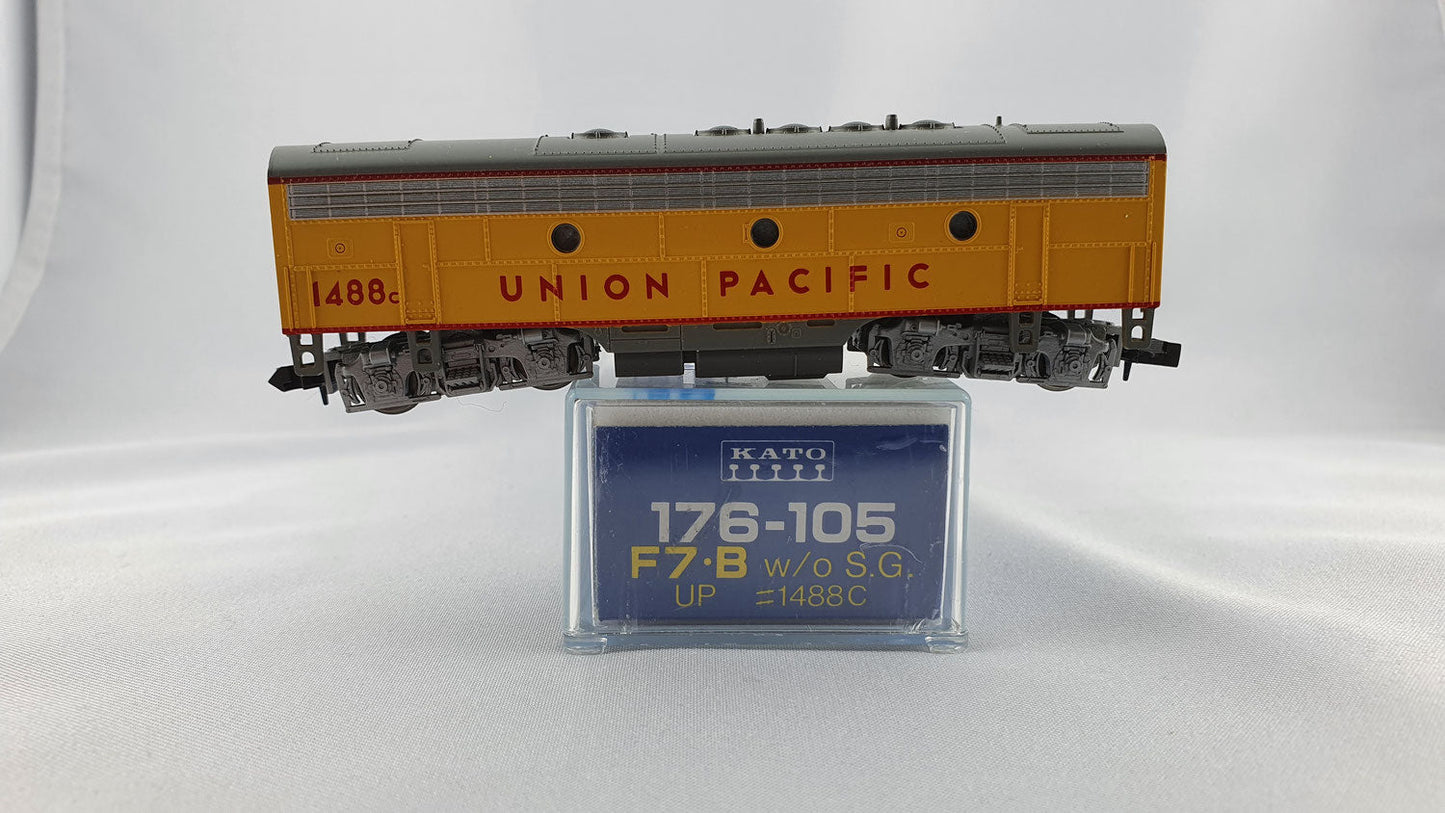 1488c UNION PACIFIC
KATO
176-105
F7·B w/o S.G.
UP #1488C